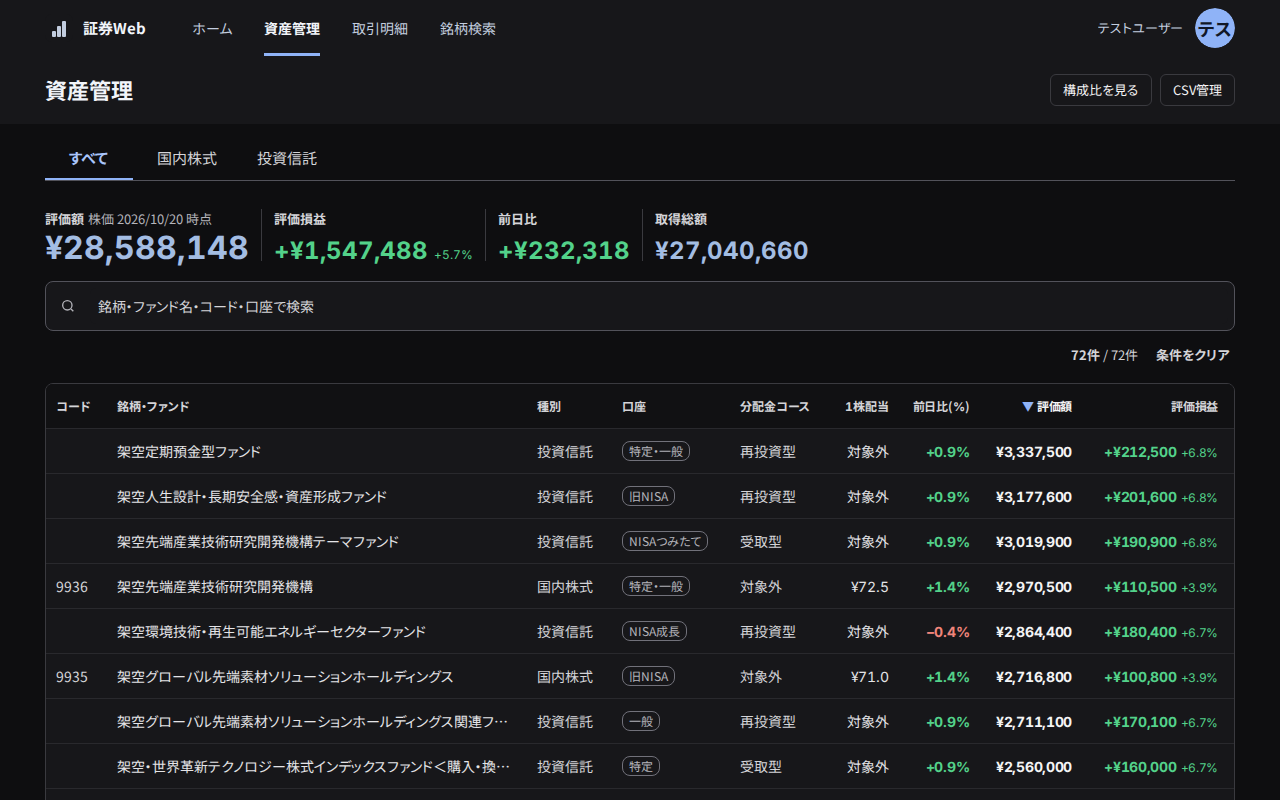 証券Web ホーム 資産管理 取引明細 銘柄検索 テストユーザー テス
資産管理 構成比を見る CSV管理
すべて 国内株式 投資信託
評価額 株価 2026/10/20 時点 評価損益 前日比 取得総額
¥28,588,148 +¥1,547,488 +5.7% +¥232,318 ¥27,040,660
銘柄・ファンド名・コード・口座で検索
72件 / 72件 条件をクリア
コード 銘柄・ファンド 種別 口座 分配金コース 1株配当 前日比(%) ▼ 評価額 評価損益
架空定期預金型ファンド 投資信託 特定・一般 再投資型 対象外 +0.9% ¥3,337,500 +¥212,500 +6.8%
架空人生設計・長期安全感・資産形成ファンド 投資信託 旧NISA 再投資型 対象外 +0.9% ¥3,177,600 +¥201,600 +6.8%
架空先端産業技術研究開発機構テーマファンド 投資信託 NISAつみたて 受取型 対象外 +0.9% ¥3,019,900 +¥190,900 +6.8%
9936 架空先端産業技術研究開発機構 国内株式 特定・一般 対象外 ¥72.5 +1.4% ¥2,970,500 +¥110,500 +3.9%
架空環境技術・再生可能エネルギーセクターファンド 投資信託 NISA成長 再投資型 対象外 −0.4% ¥2,864,400 +¥180,400 +6.7%
9935 架空グローバル先端素材ソリューションホールディングス 国内株式 旧NISA 対象外 ¥71.0 +1.4% ¥2,716,800 +¥100,800 +3.9%
架空グローバル先端素材ソリューションホールディングス関連フ… 投資信託 一般 再投資型 対象外 +0.9% ¥2,711,100 +¥170,100 +6.7%
架空・世界革新テクノロジー株式インデックスファンド＜購入・換… 投資信託 特定 受取型 対象外 +0.9% ¥2,560,000 +¥160,000 +6.7%